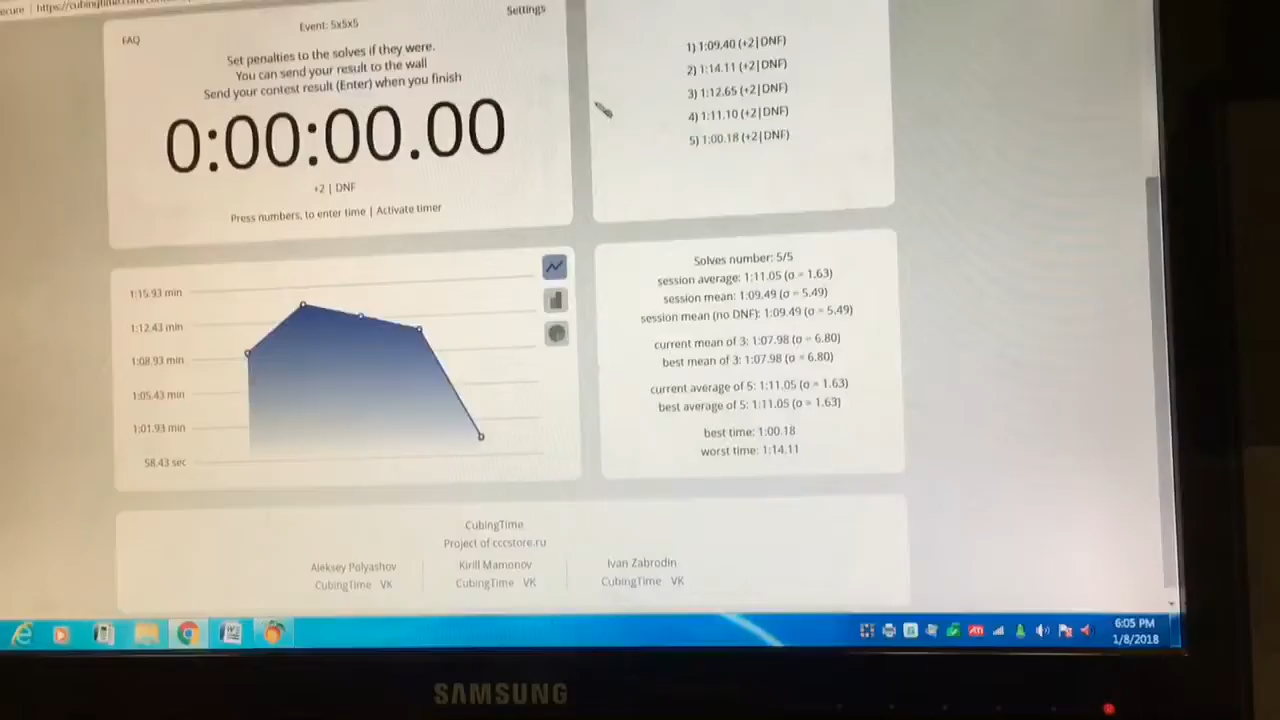 ecure | https://cubingtime.com/
Settings
FAQ
Event: 5x5x5
Set penalties to the solves if they were.
You can send your result to the wall
Send your contest result (Enter) when you finish
0:00:00.00
+2 | DNF
Press numbers, to enter time | Activate timer
1) 1:09.40 (+2|DNF)
2) 1:14.11 (+2|DNF)
3) 1:12.65 (+2|DNF)
4) 1:11.10 (+2|DNF)
5) 1:00.18 (+2|DNF)
1:15.93 min
1:12.43 min
1:08.93 min
1:05.43 min
1:01.93 min
58.43 sec
Solves number: 5/5
session average: 1:11.05 (σ = 1.63)
session mean: 1:09.49 (σ = 5.49)
session mean (no DNF): 1:09.49 (σ = 5.49)
current mean of 3: 1:07.98 (σ = 6.80)
best mean of 3: 1:07.98 (σ = 6.80)
current average of 5: 1:11.05 (σ = 1.63)
best average of 5: 1:11.05 (σ = 1.63)
best time: 1:00.18
worst time: 1:14.11
CubingTime
Project of cccstore.ru
Aleksey Polyashov
CubingTime VK
Kirill Mamonov
CubingTime VK
Ivan Zabrodin
CubingTime VK
ATI
6:05 PM
1/8/2018
SAMSUNG